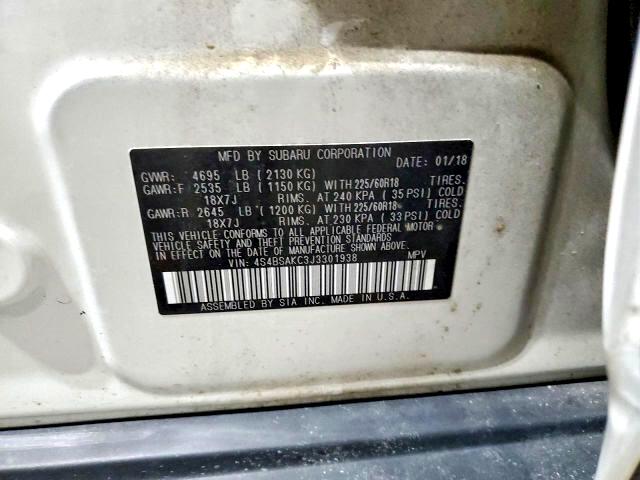 MFD BY SUBARU CORPORATION DATE: 01/18
GVWR: 4695 LB ( 2130 KG)
GAWR:F 2535 LB ( 1150 KG) WITH 225/60R18 TIRES.
18X7J RIMS. AT 240 KPA ( 35 PSI) COLD
GAWR:R 2645 LB ( 1200 KG) WITH 225/60R18 TIRES.
18X7J RIMS. AT 230 KPA ( 33 PSI) COLD
THIS VEHICLE CONFORMS TO ALL APPLICABLE FEDERAL MOTOR
VEHICLE SAFETY AND THEFT PREVENTION STANDARDS
IN EFFECT ON THE DATE OF MANUFACTURE SHOWN ABOVE.
VIN: 4S4BSAKC3J3301938 MPV
ASSEMBLED BY SIA INC. MADE IN U.S.A.